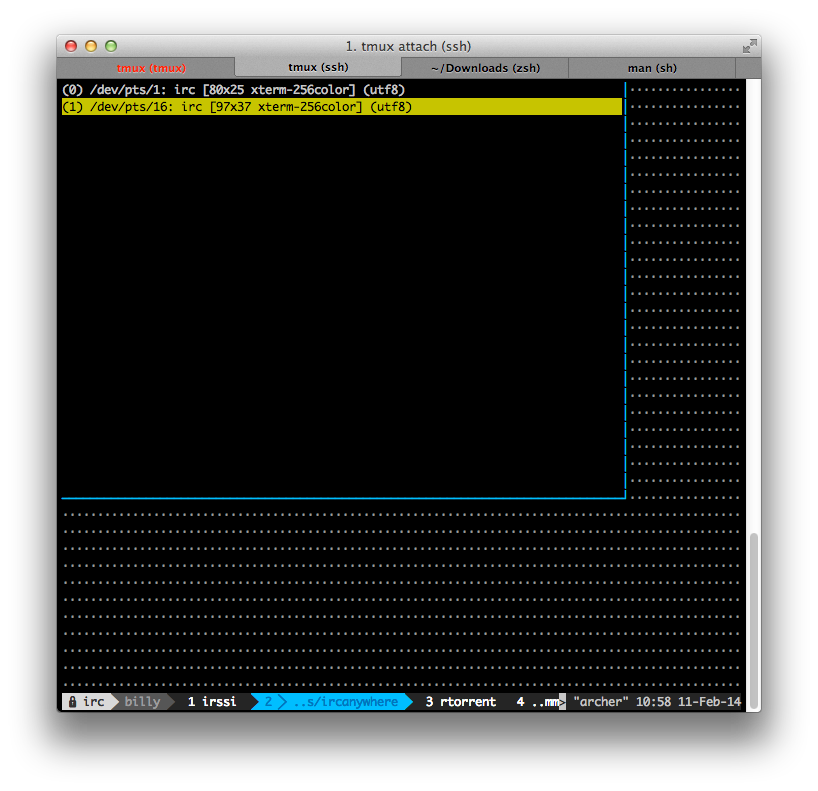 1. tmux attach (ssh)
tmux (tmux) tmux (ssh) ~/Downloads (zsh) man (sh)
(0) /dev/pts/1: irc [80x25 xterm-256color] (utf8)
(1) /dev/pts/16: irc [97x37 xterm-256color] (utf8)
irc billy 1 irssi 2 ..s/ircanywhere 3 rtorrent 4 ..mm> "archer" 10:58 11-Feb-14